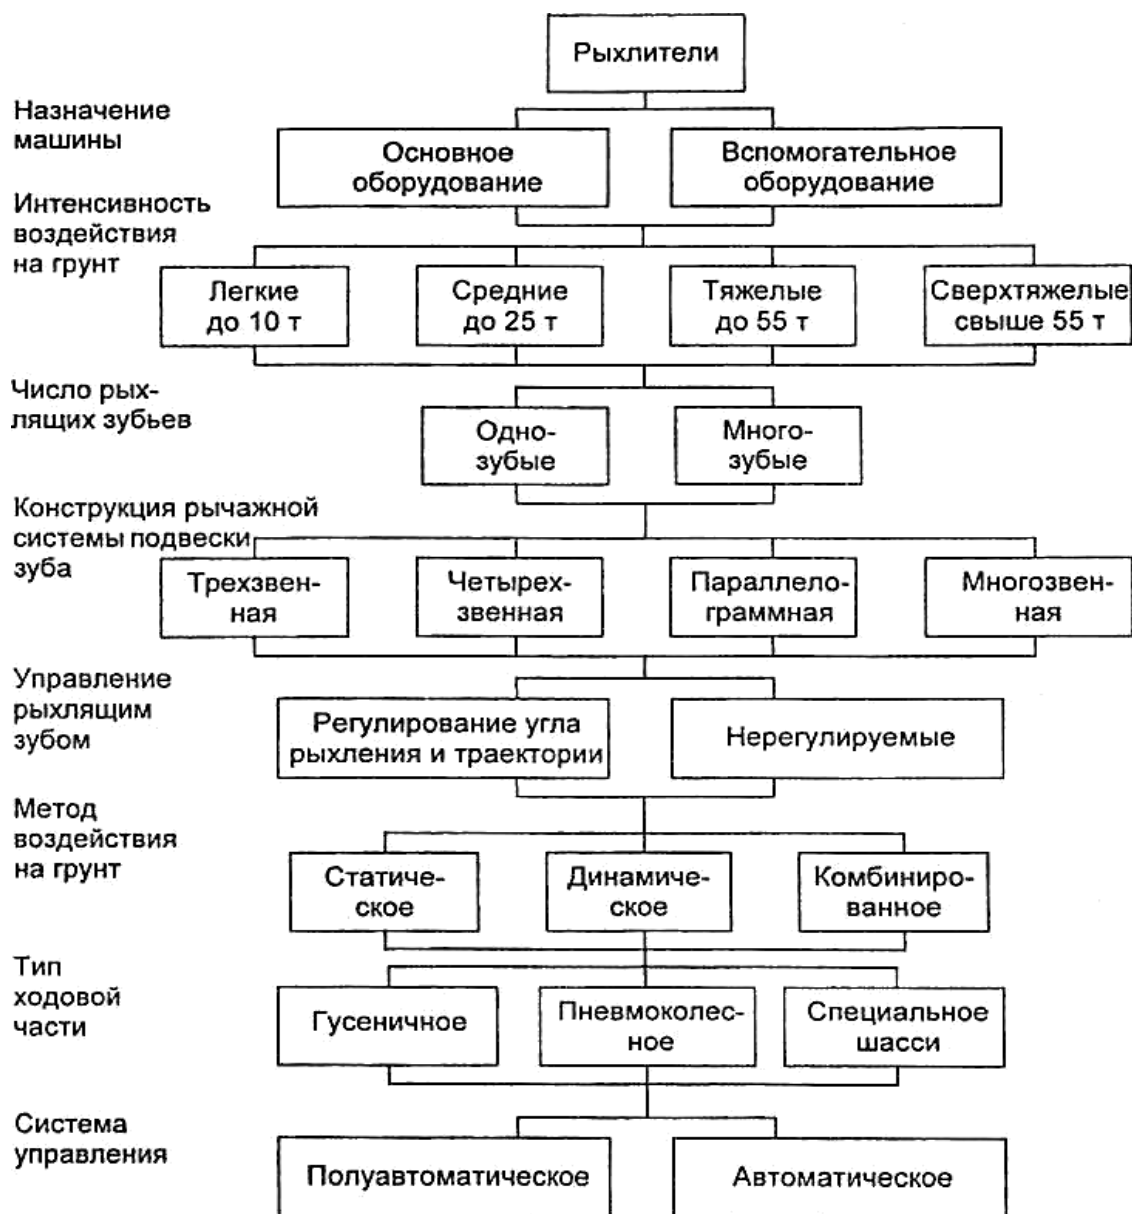 Рыхлители
Назначение
машины
Основное
оборудование
Вспомогательное
оборудование
Интенсивность
воздействия
на грунт
Легкие
до 10 т
Средние
до 25 т
Тяжелые
до 55 т
Сверхтяжелые
свыше 55 т
Число рых-
лящих зубьев
Одно-
зубые
Много-
зубые
Конструкция рычажной
системы подвески
зуба
Трехзвен-
ная
Четырех-
звенная
Параллело-
граммная
Многозвен-
ная
Управление
рыхлящим
зубом
Регулирование угла
рыхления и траектории
Нерегулируемые
Метод
воздействия
на грунт
Статиче-
ское
Динамиче-
ское
Комбиниро-
ванное
Тип
ходовой
части
Гусеничное
Пневмоколес-
ное
Специальное
шасси
Система
управления
Полуавтоматическое
Автоматическое